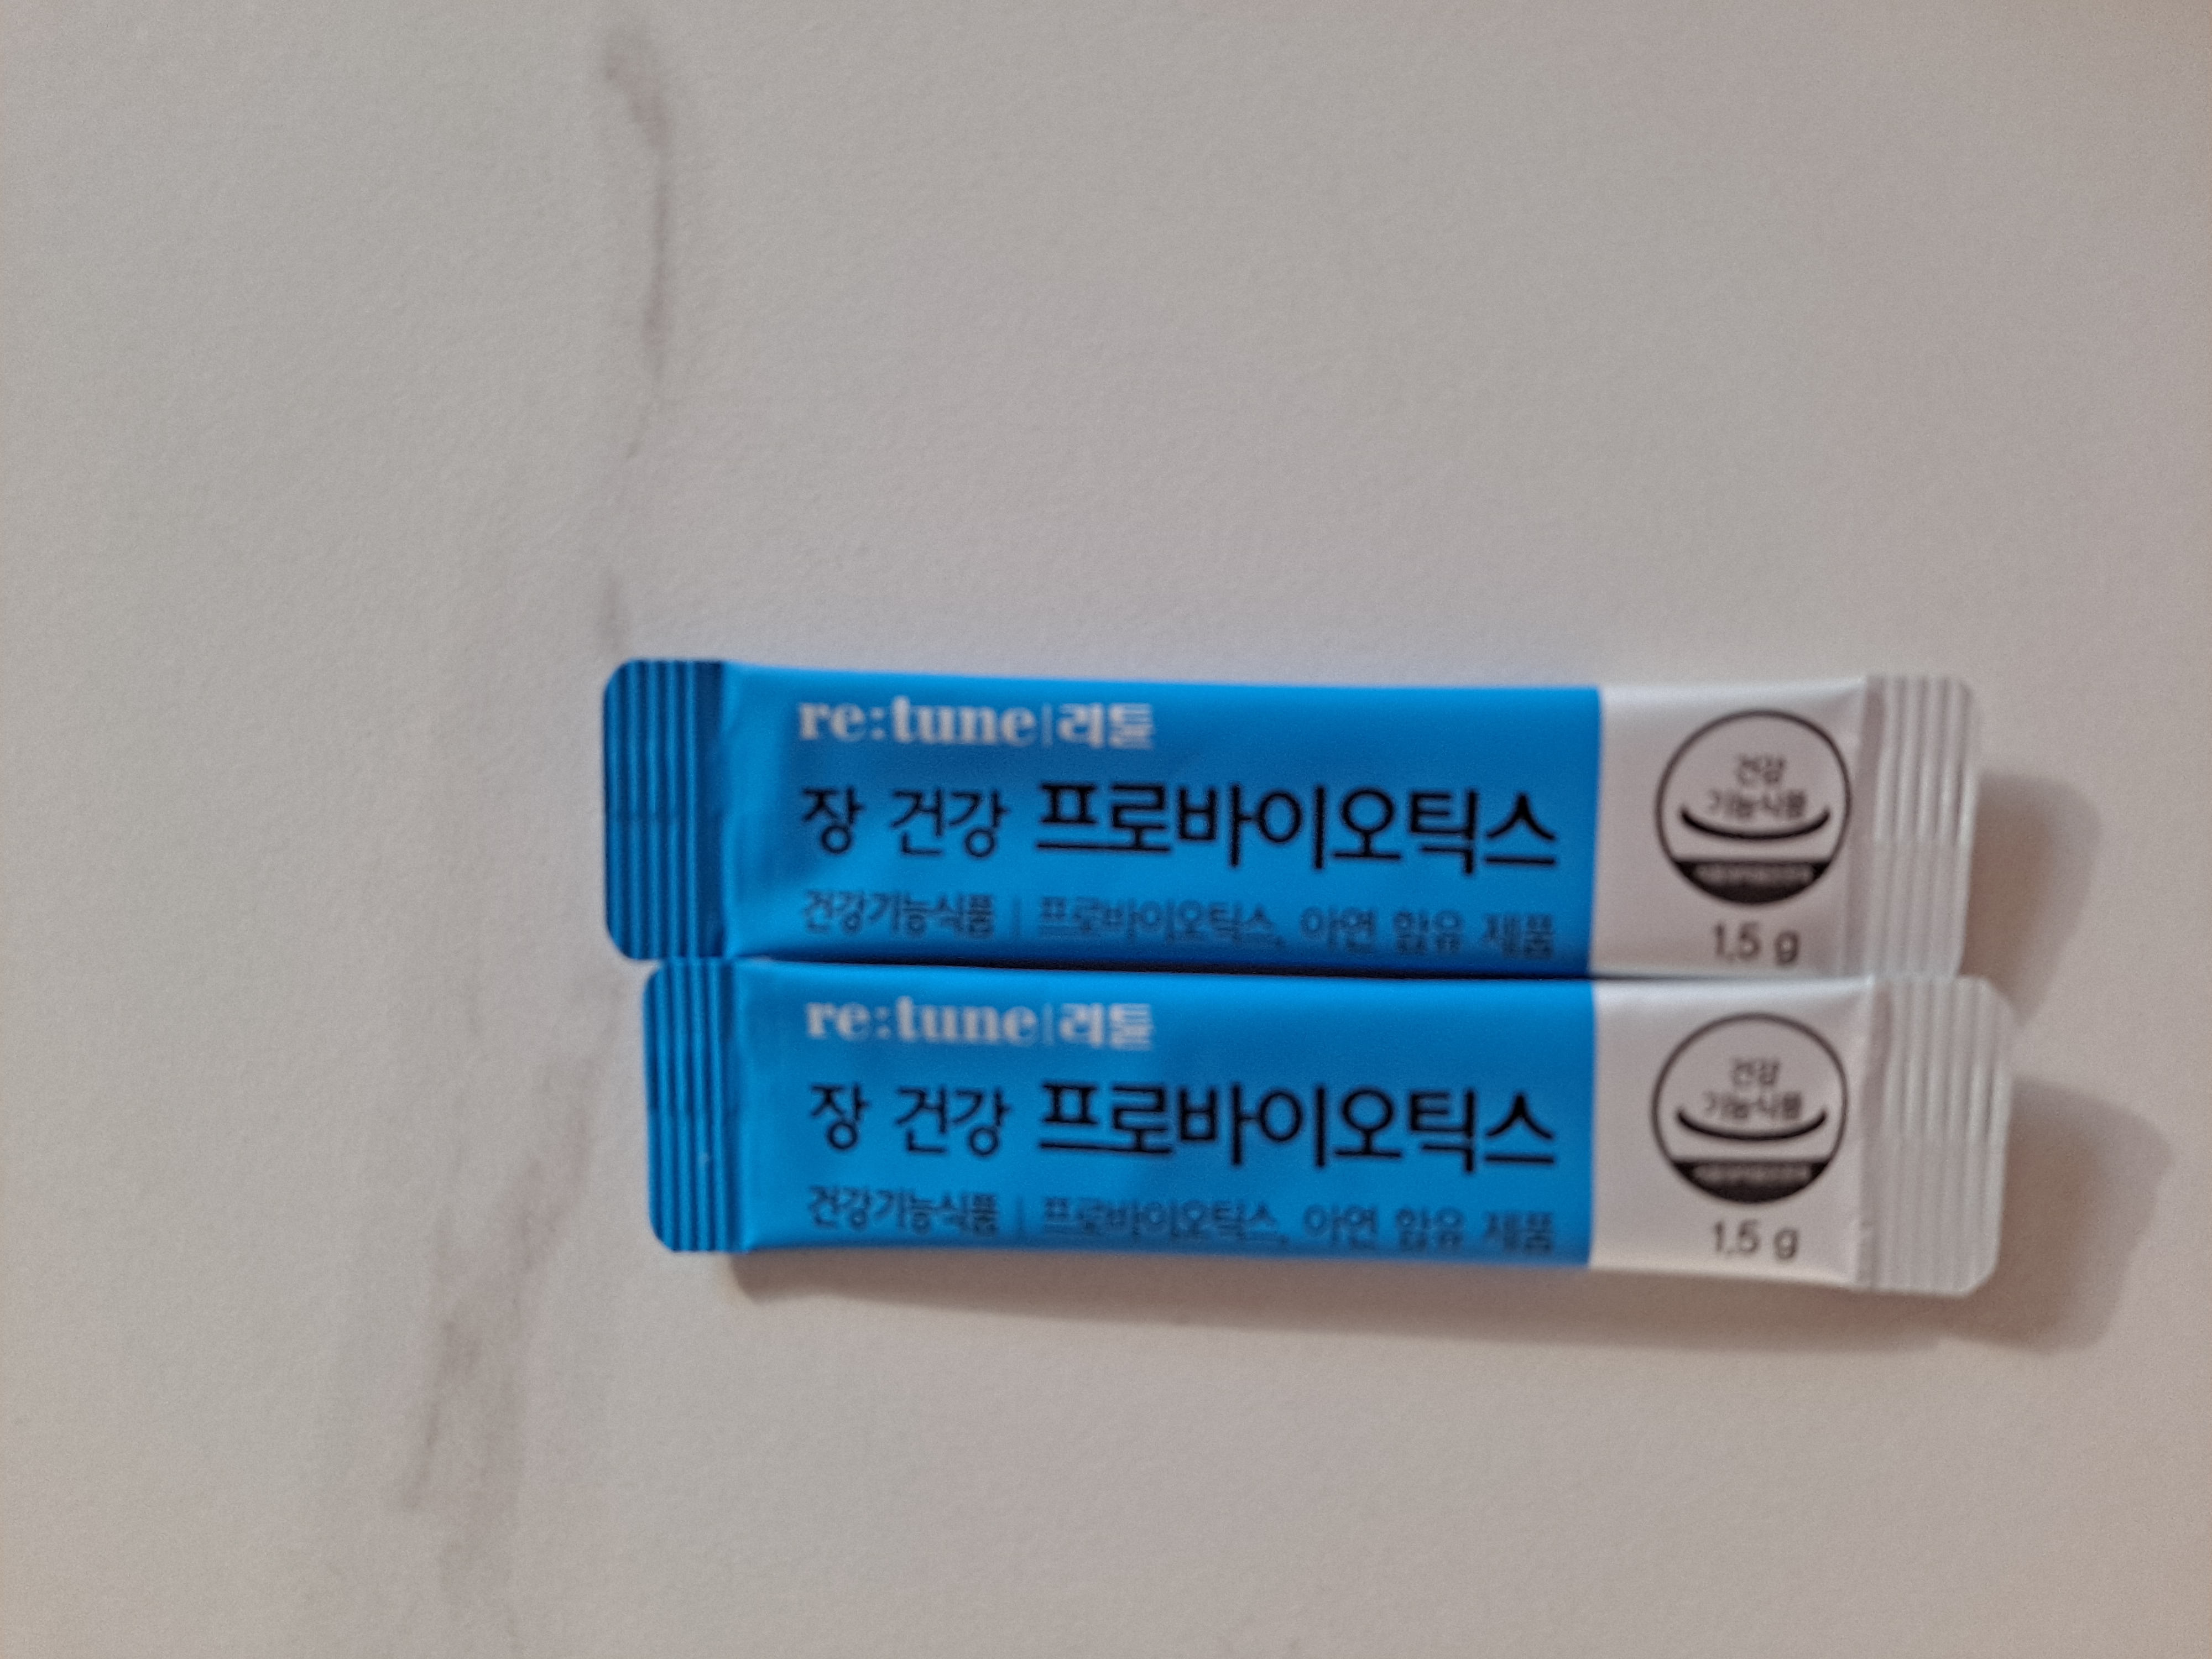 re:tune|리튠
장 건강 프로바이오틱스
건강기능식품 | 프로바이오틱스, 아연 함유 제품
건강
기능식품
1.5 g
re:tune|리튠
장 건강 프로바이오틱스
건강기능식품 | 프로바이오틱스, 아연 함유 제품
건강
기능식품
1.5 g